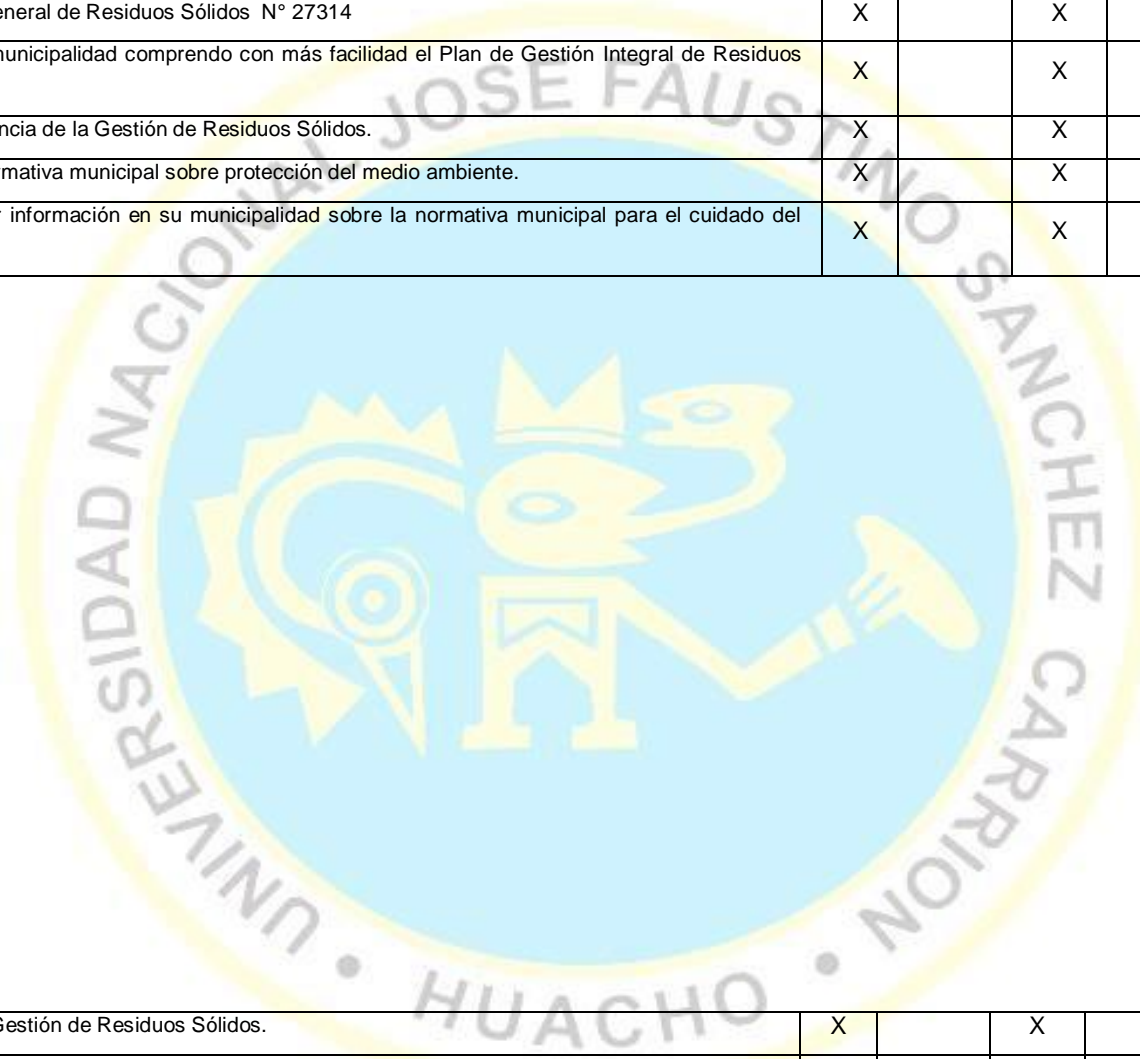 eneral de Residuos Sólidos N° 27314 X X
municipalidad comprendo con más facilidad el Plan de Gestión Integral de Residuos X X
ncia de la Gestión de Residuos Sólidos. X X
rmativa municipal sobre protección del medio ambiente. X X
r información en su municipalidad sobre la normativa municipal para el cuidado del X X
UNIVERSIDAD NACIONAL JOSE FAUSTINO SANCHEZ CARRION
• HUACHO •
Gestión de Residuos Sólidos. X X